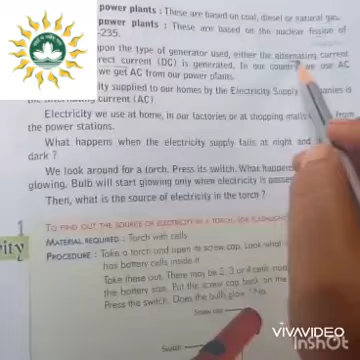 power plants: These are based on coal, diesel or natural gas.
power plants : These are based on the nuclear fission of
-235.
upon the type of generator used, either the alternating current
rect current (DC) is generated. In our country we use AC
we get AC from our power plants.
city supplied to our homes by the Electricity Supply panies is
the alternating current (AC)
Electricity we use at home, in our factories or at shopping malls from
the power stations.
What happens when the electricity supply fails at night and
dark ?
We look around for a torch. Press its switch. What happens
glowing. Bulb will start glowing only when electricity is passe
Then, what is the source of electricity in the torch ?
1
TO FIND OUT THE SOURCE OF ELECTRICITY IN A TORCH
MATERIAL REQUIRED : Torch with cells
PROCEDURE : Take a torch and open its screw cap. Look
has battery cells inside it
Take these out. There may be 2, 3 or 4 cells
the battery size. Put the screw cap back on the
Press the switch. Does the bulb glow ? No
vity
Screw cap
Switch
VIVAVIDEO
InShOt